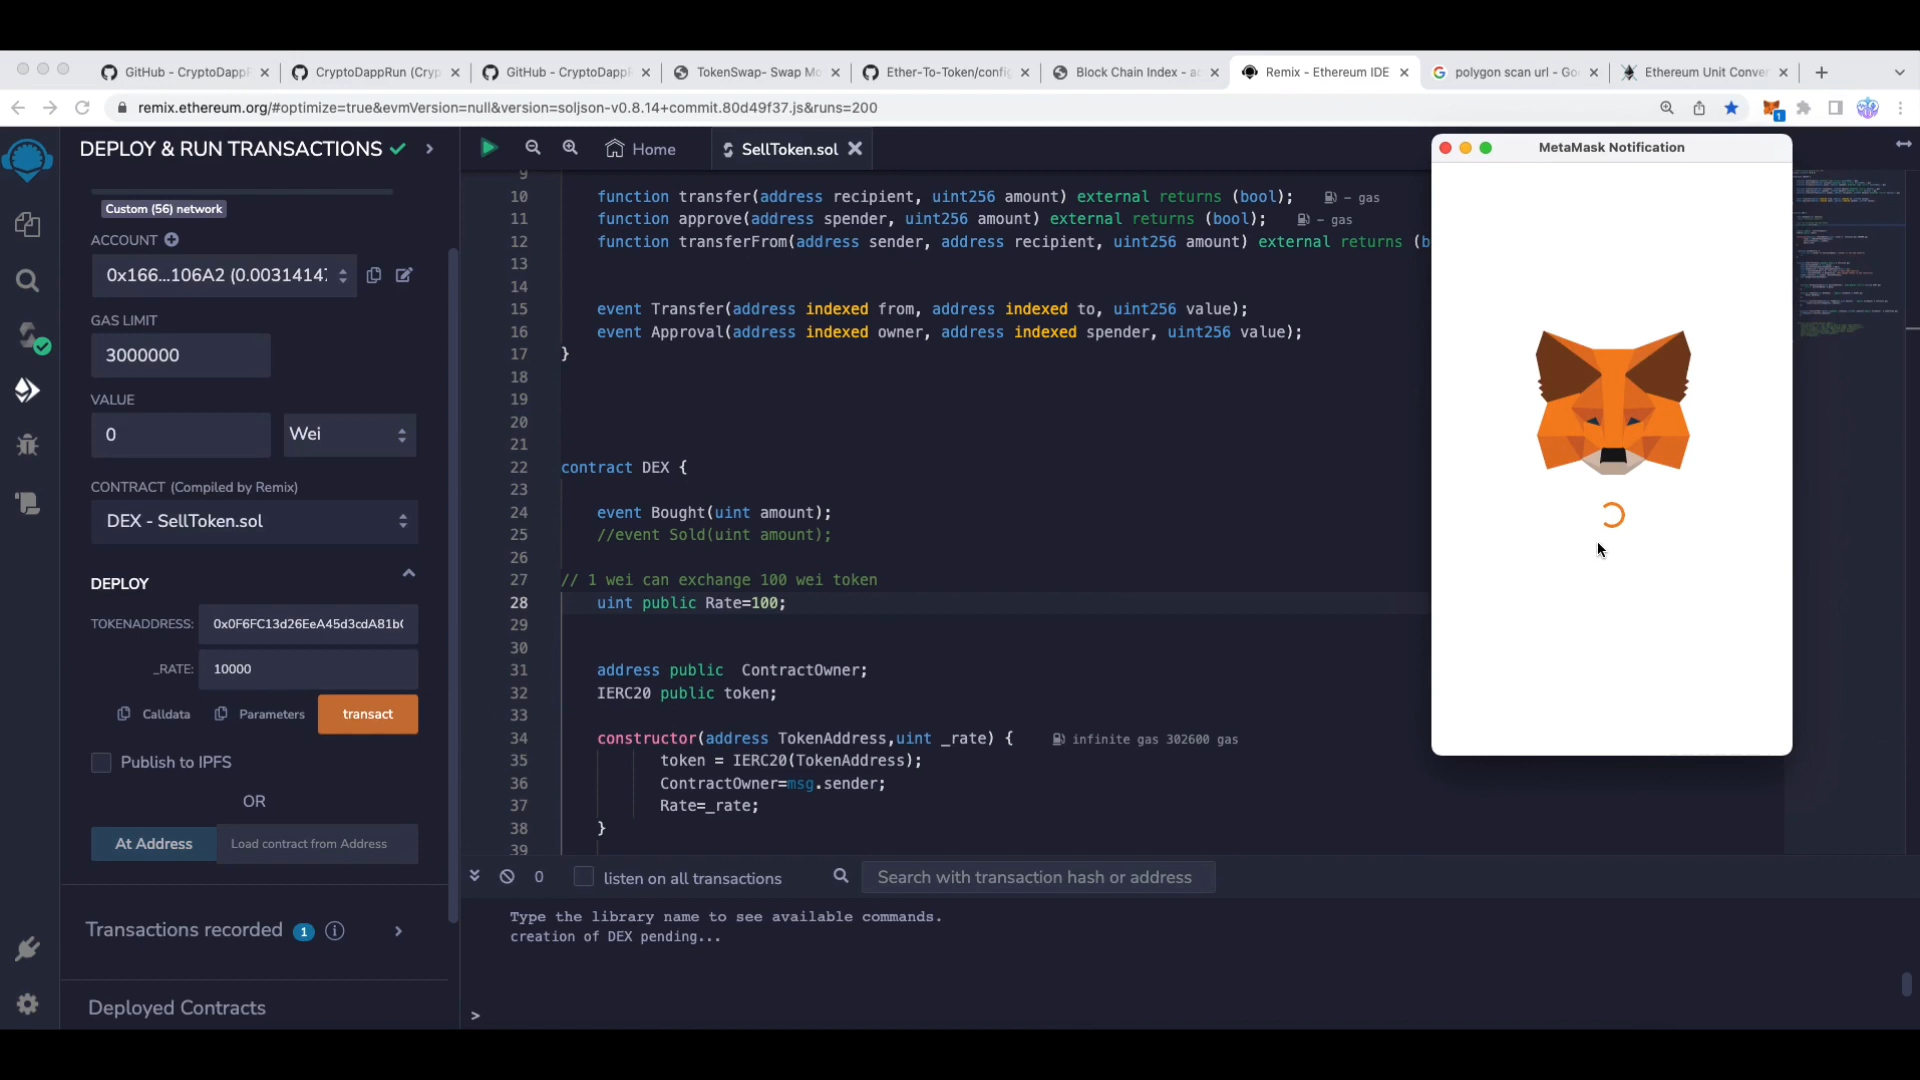 GitHub - CryptoDappR
CryptoDappRun (Cryp
GitHub - CryptoDappR
TokenSwap- Swap Mo
Ether-To-Token/config
Block Chain Index - ac
Remix - Ethereum IDE
polygon scan url - Go
Ethereum Unit Conver
remix.ethereum.org/#optimize=true&evmVersion=null&version=soljson-v0.8.14+commit.80d49f37.js&runs=200
1
DEPLOY & RUN TRANSACTIONS
Custom (56) network
ACCOUNT
0x166...106A2 (0.0031414
GAS LIMIT
3000000
VALUE
0
Wei
CONTRACT (Compiled by Remix)
DEX - SellToken.sol
DEPLOY
TOKENADDRESS:
0x0F6FC13d26EeA45d3cdA81b
_RATE:
10000
Calldata
Parameters
transact
Publish to IPFS
OR
At Address
Load contract from Address
Transactions recorded 1 i
Deployed Contracts
Home
SellToken.sol
9
10 function transfer(address recipient, uint256 amount) external returns (bool); - gas
11 function approve(address spender, uint256 amount) external returns (bool); - gas
12 function transferFrom(address sender, address recipient, uint256 amount) external returns (b
13
14
15 event Transfer(address indexed from, address indexed to, uint256 value);
16 event Approval(address indexed owner, address indexed spender, uint256 value);
17 }
18
19
20
21
22 contract DEX {
23
24 event Bought(uint amount);
25 //event Sold(uint amount);
26
27 // 1 wei can exchange 100 wei token
28 uint public Rate=100;
29
30
31 address public  ContractOwner;
32 IERC20 public token;
33
34 constructor(address TokenAddress,uint _rate) { infinite gas 302600 gas
35 token = IERC20(TokenAddress);
36 ContractOwner=msg.sender;
37 Rate=_rate;
38 }
39
0
listen on all transactions
Search with transaction hash or address
Type the library name to see available commands.
creation of DEX pending...
>
MetaMask Notification